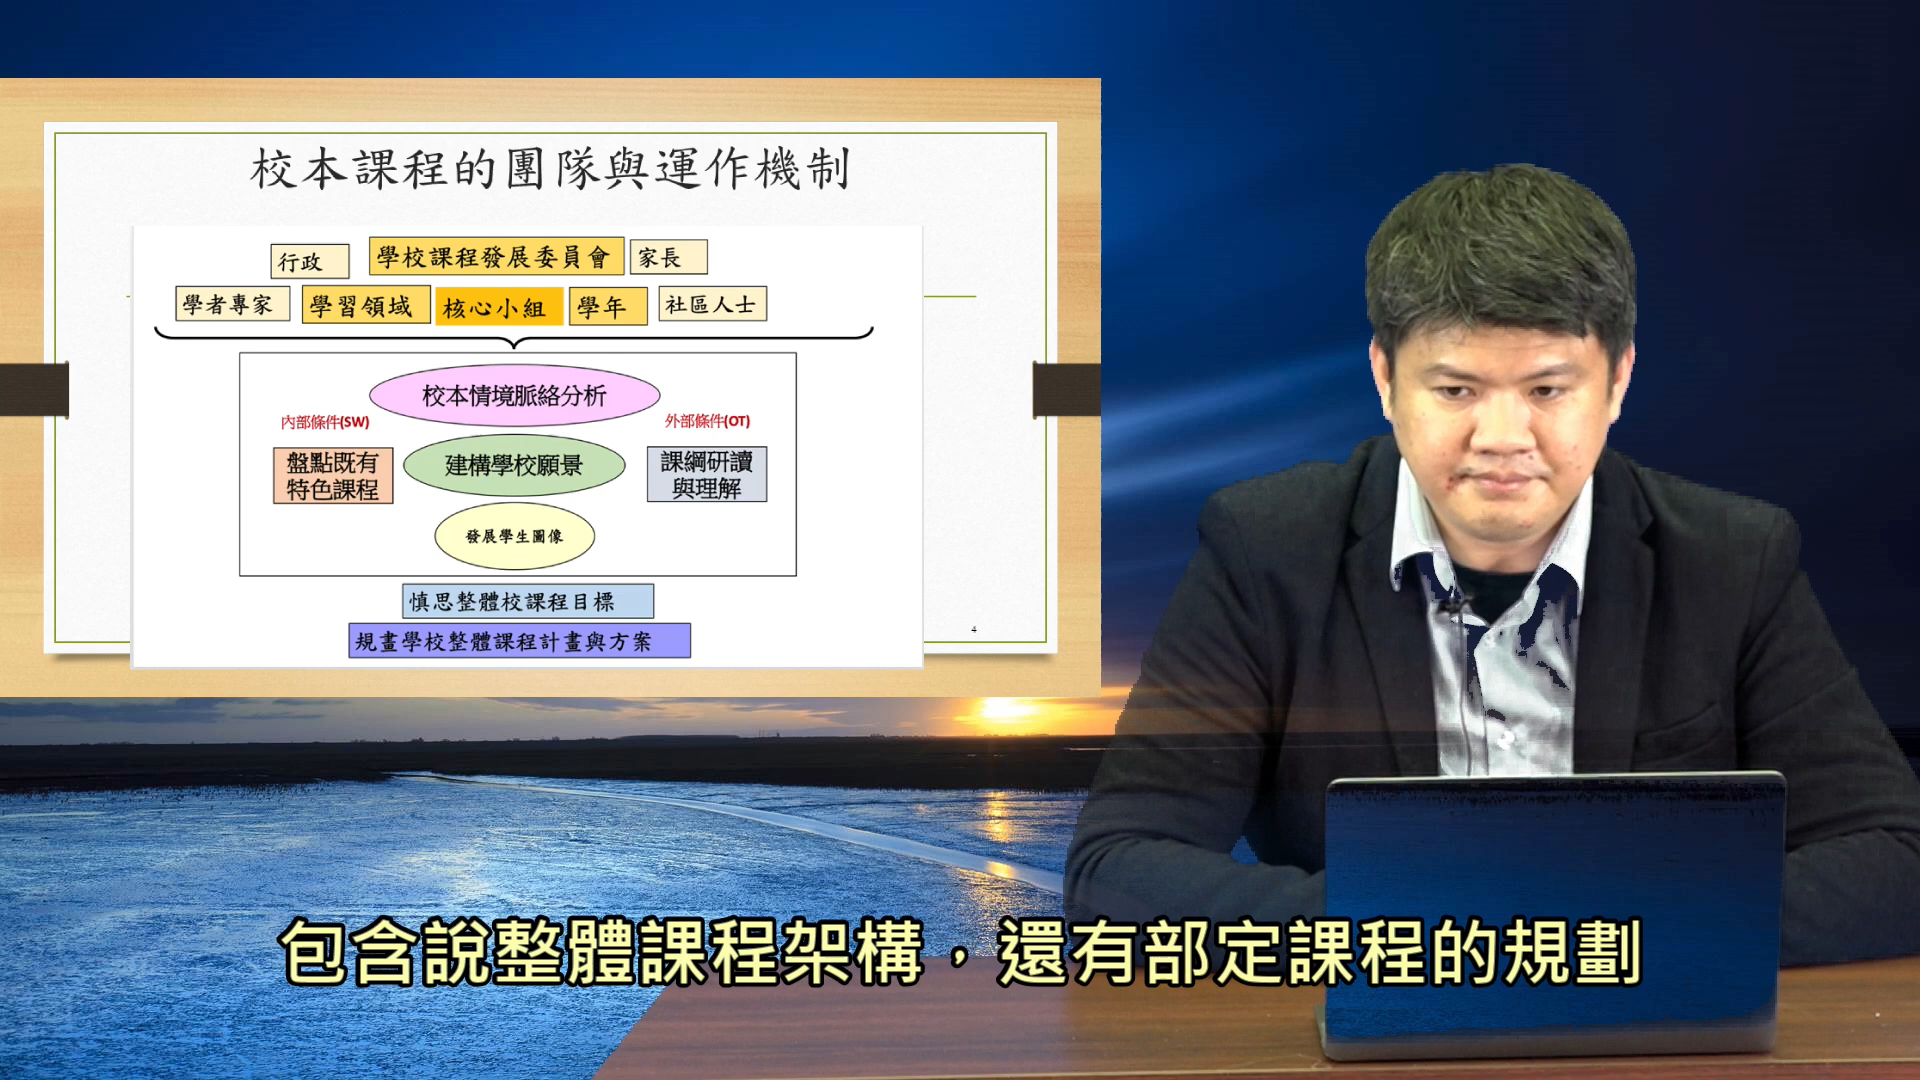 校本課程的團隊與運作機制
行政 學校課程發展委員會 家長
學者專家 學習領域 核心小組 學年 社區人士
校本情境脈絡分析
內部條件(SW) 外部條件(OT)
盤點既有
特色課程
建構學校願景
課綱研讀
與理解
發展學生圖像
慎思整體校課程目標
規畫學校整體課程計畫與方案
4
包含說整體課程架構，還有部定課程的規劃